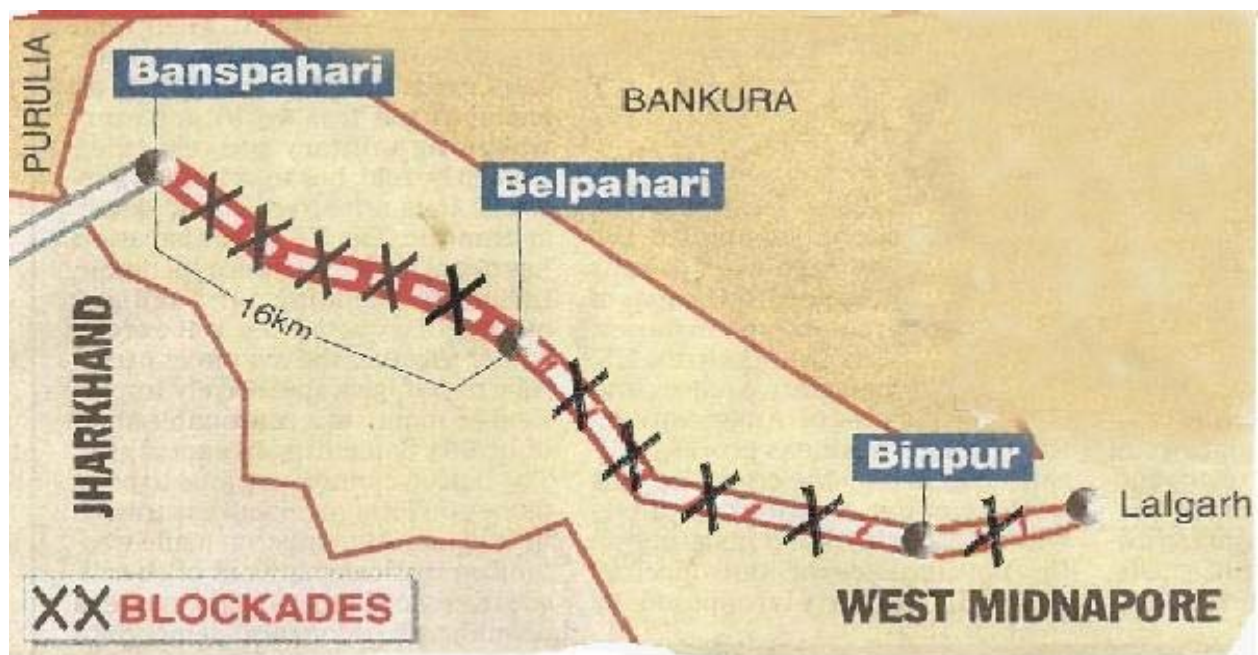 PURULIA
Banspahari
BANKURA
Belpahari
16km
JHARKHAND
Binpur
Lalgarh
XX BLOCKADES
WEST MIDNAPORE